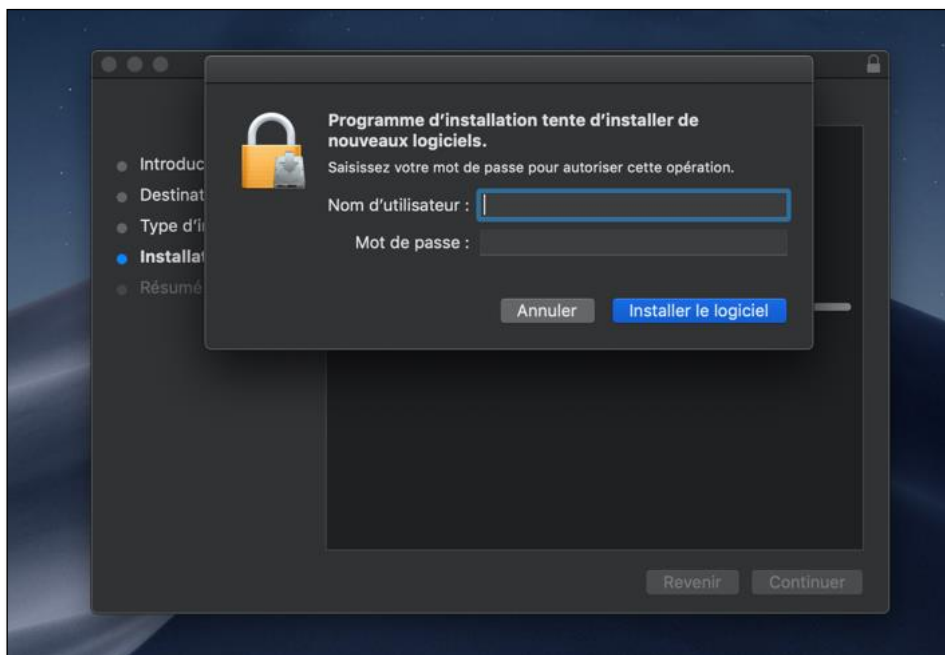 Programme d'installation tente d'installer de
nouveaux logiciels.
Saisissez votre mot de passe pour autoriser cette opération.
Nom d'utilisateur :
Mot de passe :
Annuler
Installer le logiciel
Introduc
Destinat
Type d'i
Installat
Résumé
Revenir
Continuer